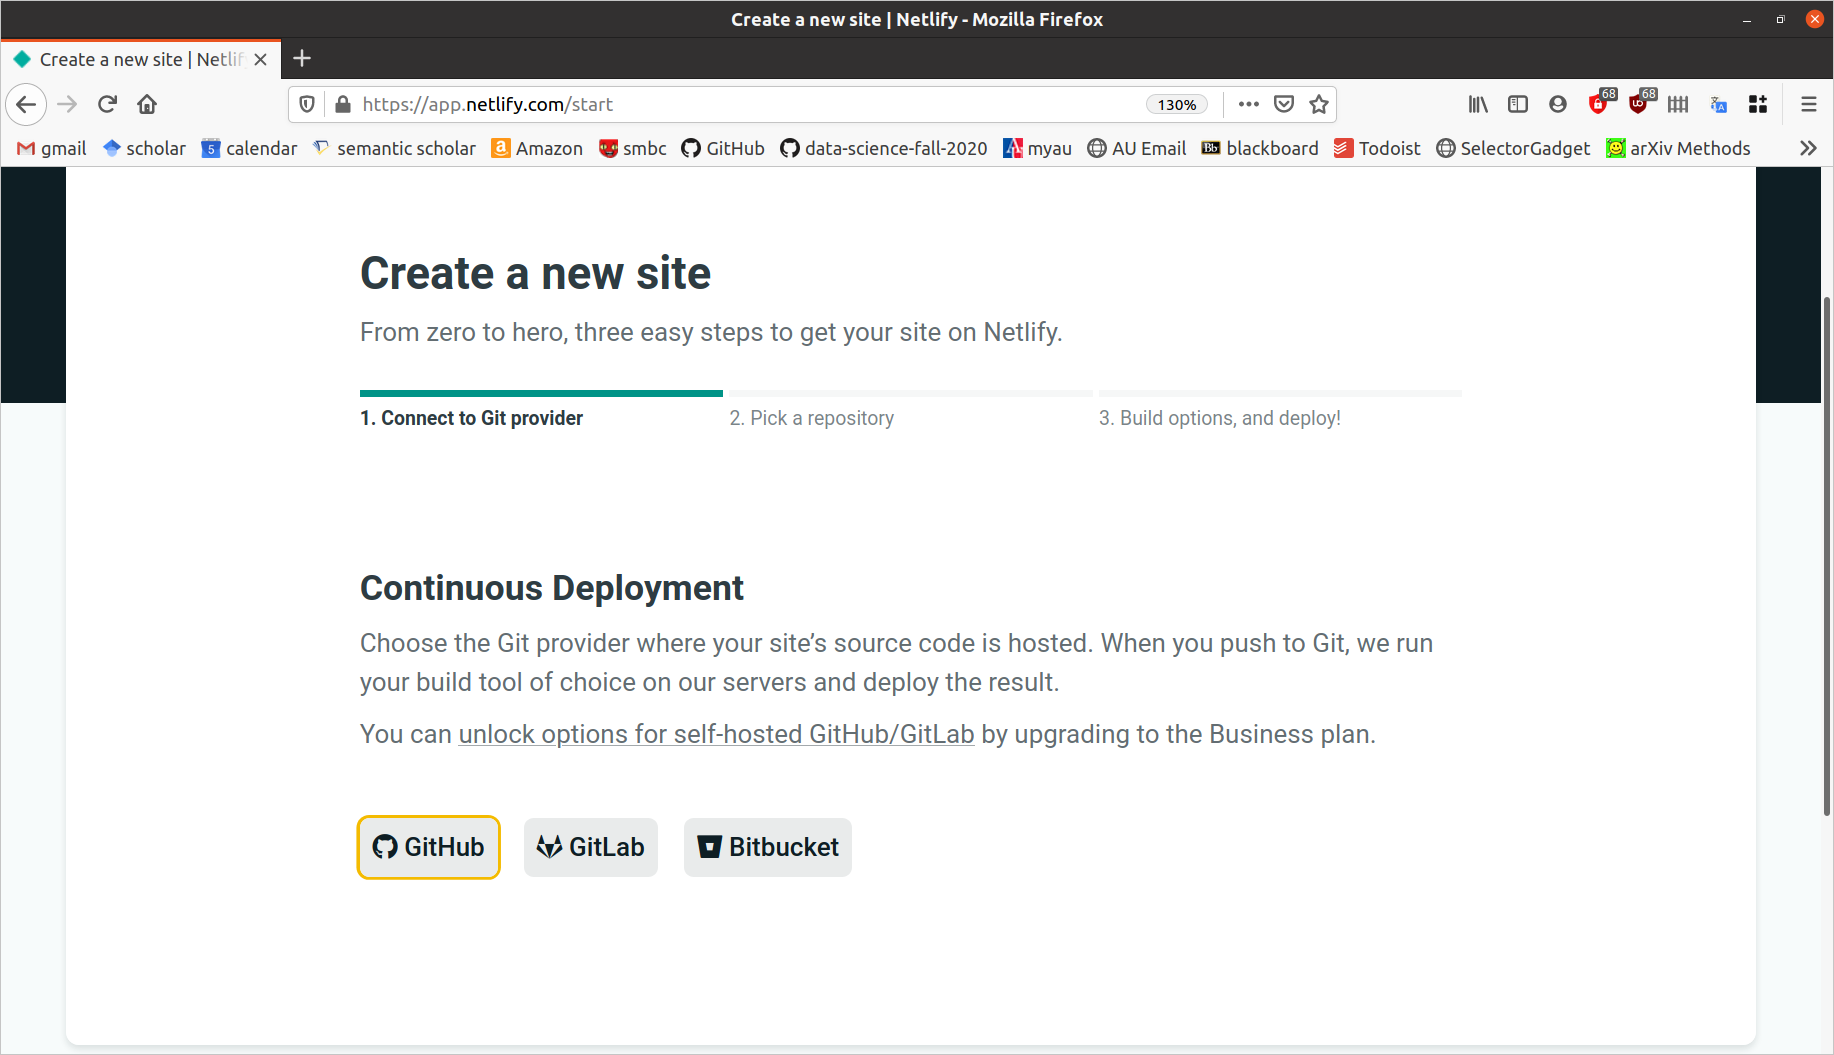 Create a new site | Netlify - Mozilla Firefox
Create a new site | Netlify
https://app.netlify.com/start
130%
68
68
gmail
scholar
5
calendar
semantic scholar
a
Amazon
smbc
GitHub
data-science-fall-2020
myau
AU Email
Bb
blackboard
Todoist
SelectorGadget
arXiv Methods
Create a new site
From zero to hero, three easy steps to get your site on Netlify.
1. Connect to Git provider
2. Pick a repository
3. Build options, and deploy!
Continuous Deployment
Choose the Git provider where your site’s source code is hosted. When you push to Git, we run
your build tool of choice on our servers and deploy the result.
You can unlock options for self-hosted GitHub/GitLab by upgrading to the Business plan.
GitHub
GitLab
Bitbucket